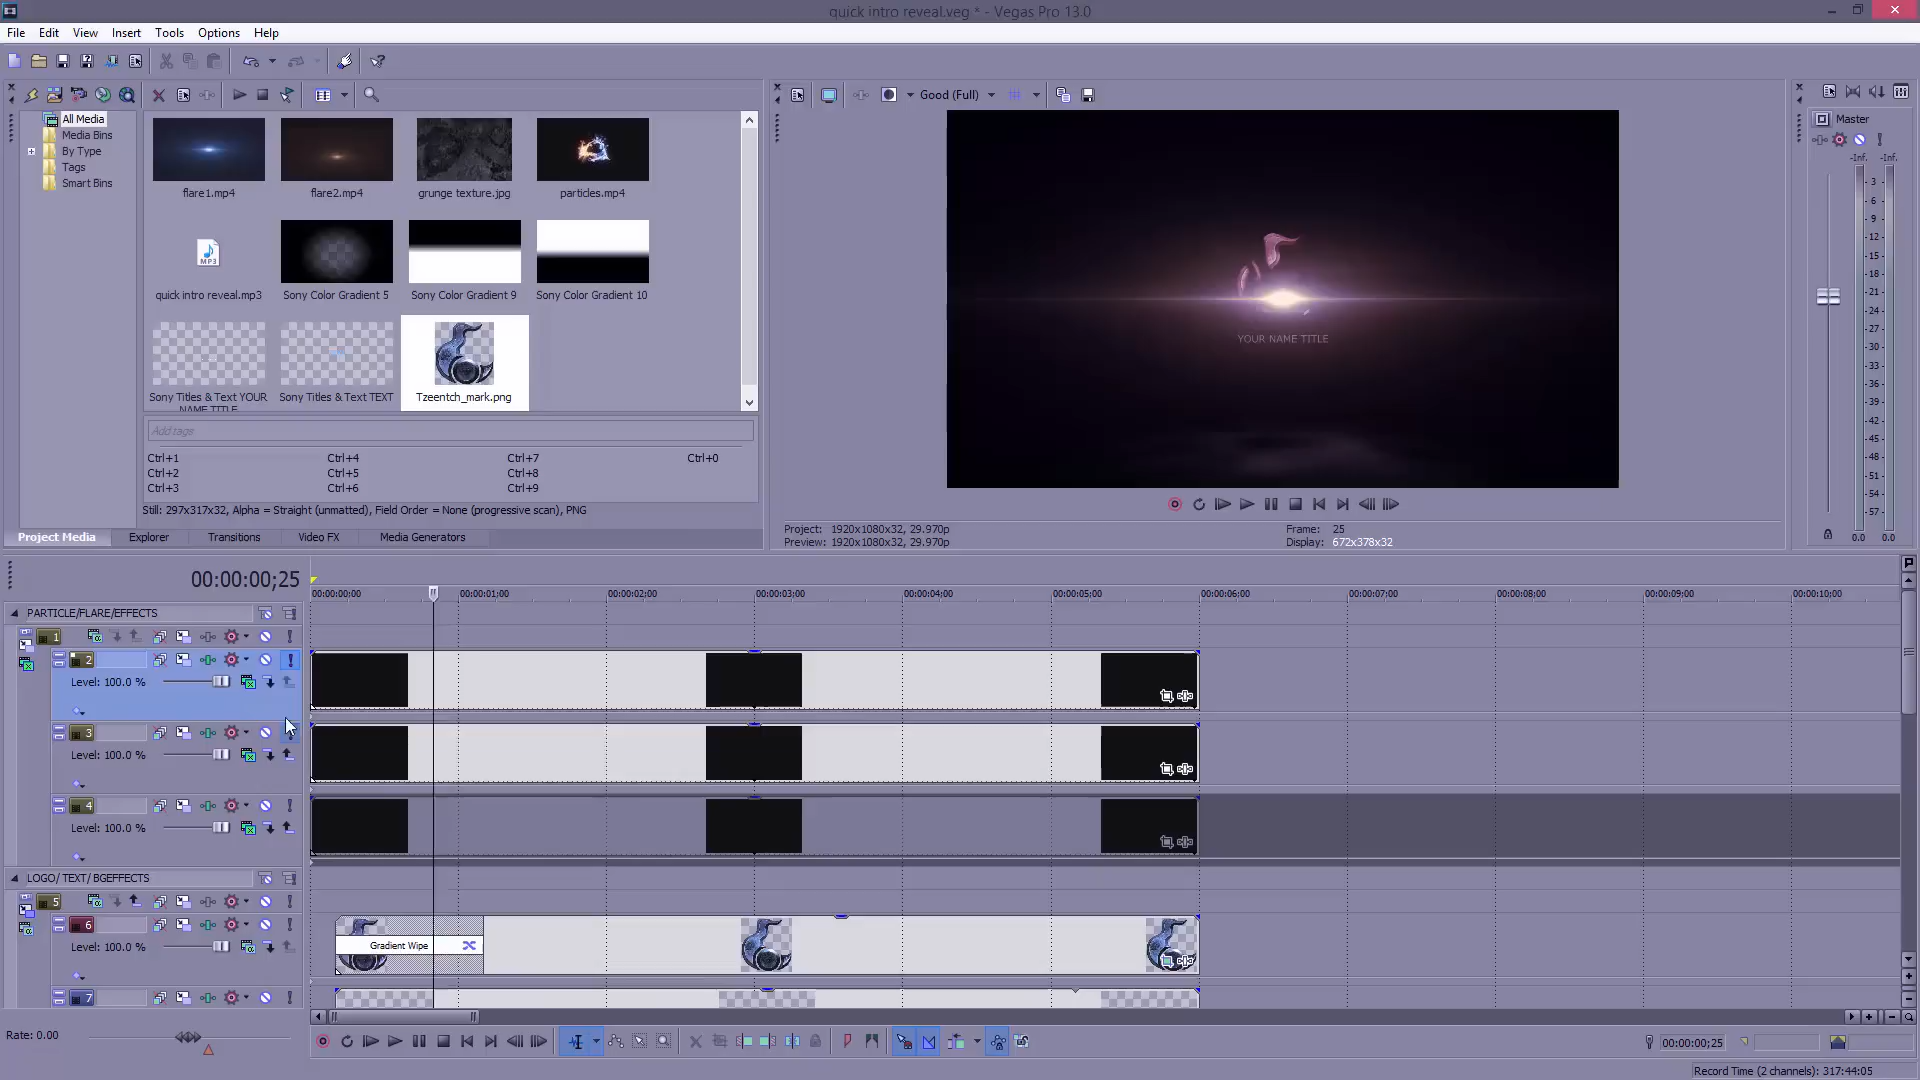 quick intro reveal.veg * - Vegas Pro 13.0
File Edit View Insert Tools Options Help
All Media
Media Bins
By Type
Tags
Smart Bins
flare1.mp4
flare2.mp4
grunge texture.jpg
particles.mp4
MP3
quick intro reveal.mp3
Sony Color Gradient 5
Sony Color Gradient 9
Sony Color Gradient 10
Sony Titles & Text YOUR NAME TITLE
Sony Titles & Text TEXT
Tzeentch_mark.png
Add tags
Ctrl+1 Ctrl+4 Ctrl+7 Ctrl+0
Ctrl+2 Ctrl+5 Ctrl+8
Ctrl+3 Ctrl+6 Ctrl+9
Still: 297x317x32, Alpha = Straight (unmatted), Field Order = None (progressive scan), PNG
Project Media Explorer Transitions Video FX Media Generators
Good (Full)
YOUR NAME TITLE
Project: 1920x1080x32, 29.970p Frame: 25
Preview: 1920x1080x32, 29.970p Display: 672x378x32
Master
-Inf. -Inf.
- 3 -
- 6 -
- 9 -
-12-
-15-
-18-
-21-
-24-
-27-
-30-
-33-
-36-
-39-
-42-
-45-
-48-
-51-
-54-
-57-
0.0 0.0
00:00:00;25
00:00:00;00 00:00:01;00 00:00:02;00 00:00:03;00 00:00:04;00 00:00:05;00 00:00:06;00 00:00:07;00 00:00:08;00 00:00:09;00 00:00:10;00
PARTICLE/FLARE/EFFECTS
1
2
Level: 100.0 %
3
Level: 100.0 %
4
Level: 100.0 %
LOGO/ TEXT/ BGEFFECTS
5
6
Level: 100.0 %
Gradient Wipe
7
Rate: 0.00
00:00:00;25
Record Time (2 channels): 317:44:05